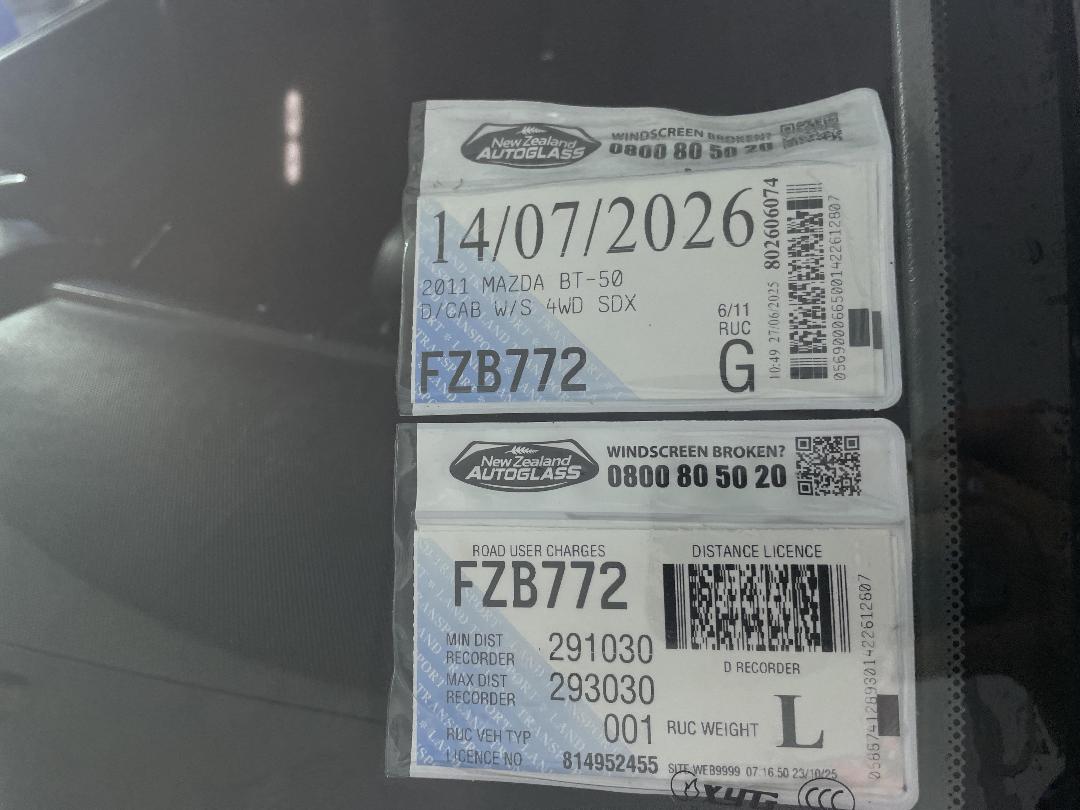 New Zealand
AUTOGLASS
WINDSCREEN BROKEN?
0800 80 50 20
14/07/2026
2011 MAZDA BT-50
D/CAB W/S 4WD SDX
6/11
RUC
FZB772
G
10:49 27/06/2025 802606074
New Zealand
AUTOGLASS
WINDSCREEN BROKEN?
0800 80 50 20
ROAD USER CHARGES
DISTANCE LICENCE
FZB772
MIN DIST
RECORDER 291030
D RECORDER
MAX DIST
RECORDER 293030
RUC VEH TYP 001
RUC WEIGHT L
LICENCE NO 814952455
SITE WEB9999 07.16.50 23/10/25
XYG
CCC